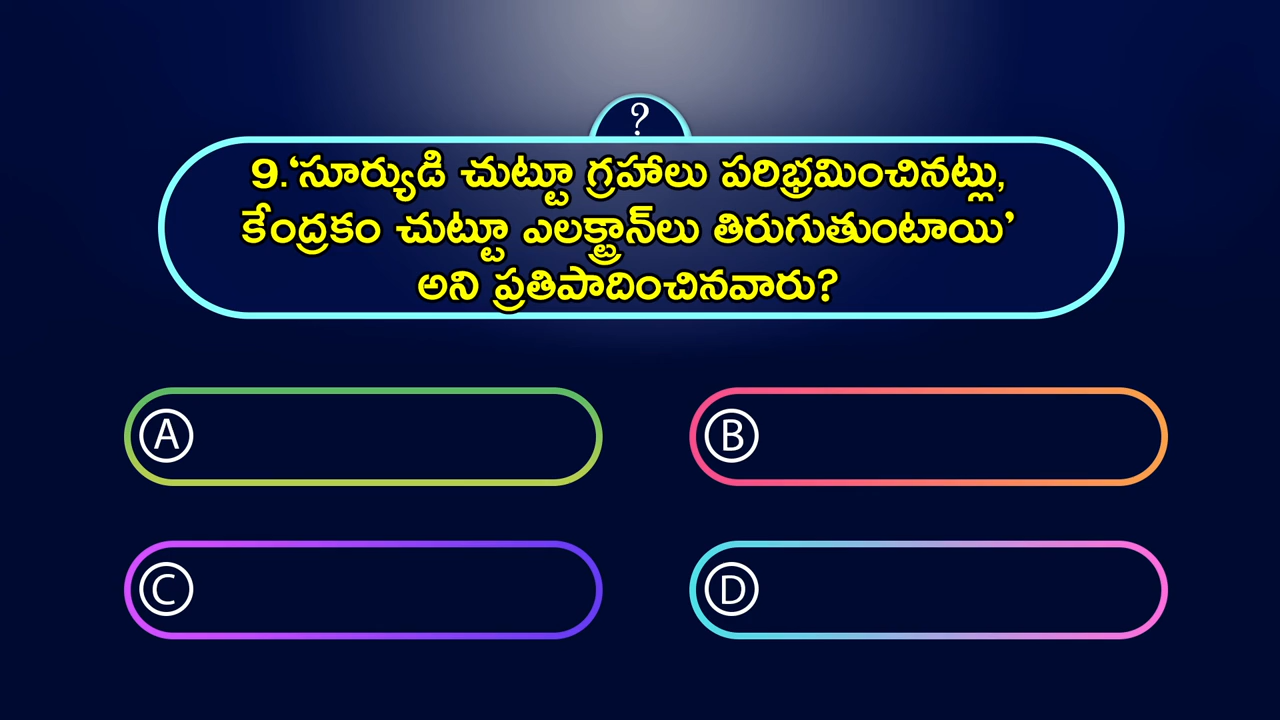 ?
9.‘సూర్యుడి చుట్టూ గ్రహాలు పరిభ్రమించినట్లు,
కేంద్రకం చుట్టూ ఎలక్ట్రాన్‌లు తిరుగుతుంటాయి’
అని ప్రతిపాదించినవారు?
A
B
C
D